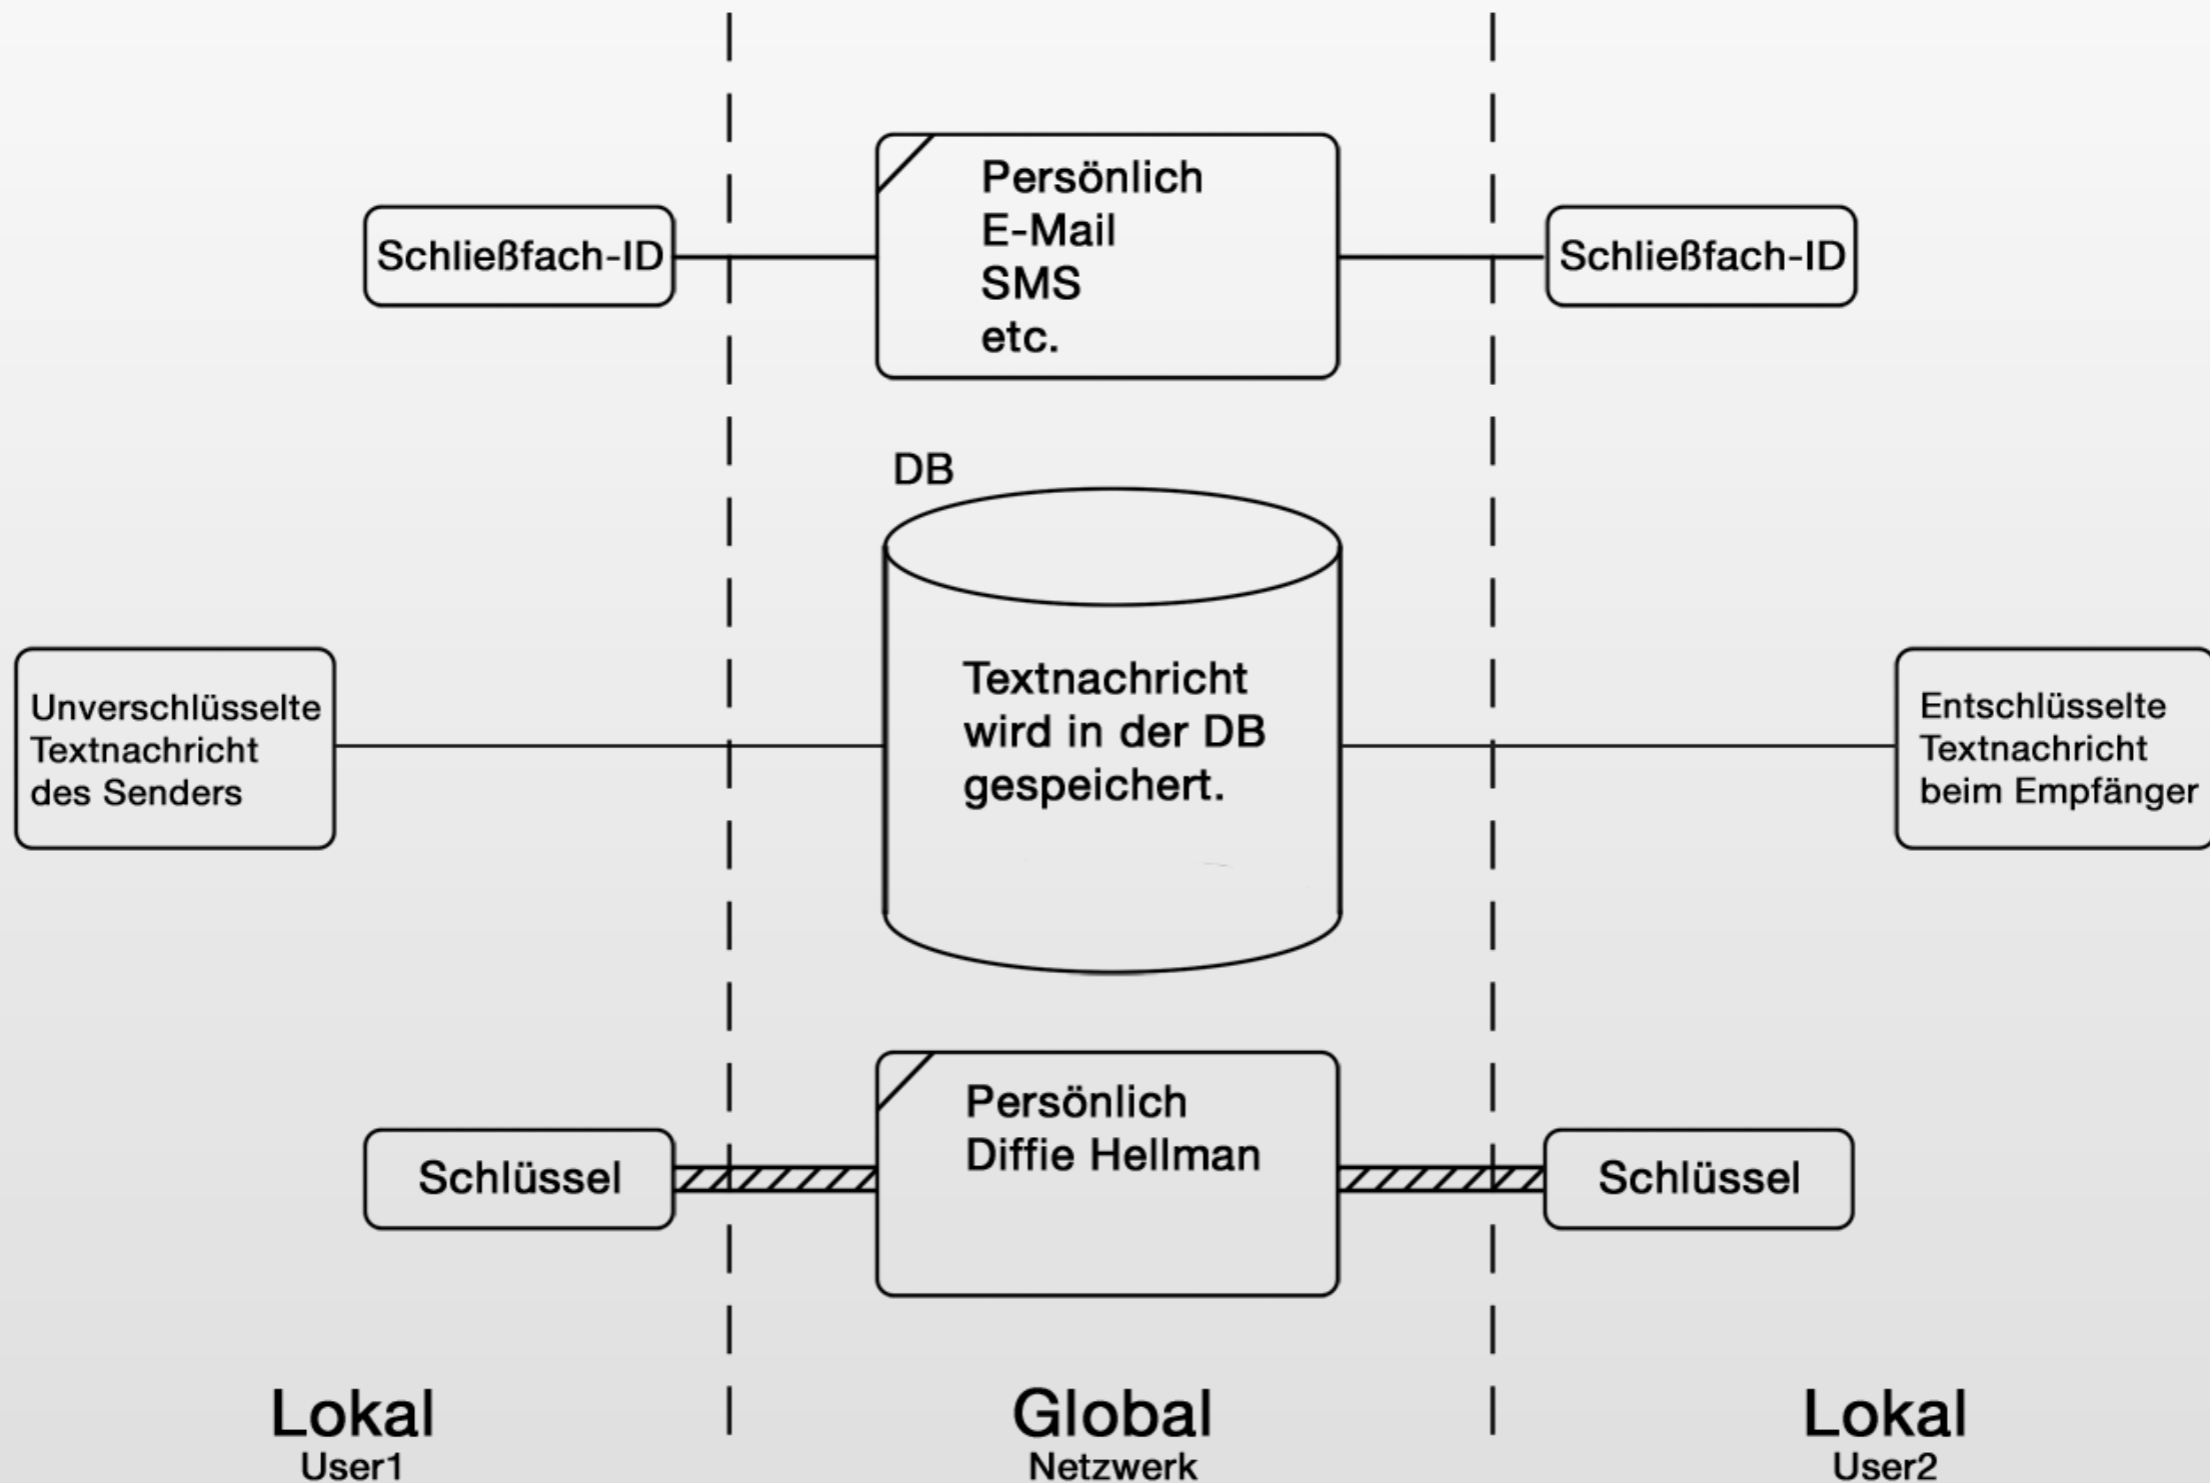 Persönlich
E-Mail
SMS
etc.
Schließfach-ID
Schließfach-ID
DB
Textnachricht
wird in der DB
gespeichert.
Unverschlüsselte
Textnachricht
des Senders
Entschlüsselte
Textnachricht
beim Empfänger
Persönlich
Diffie Hellman
Schlüssel
Schlüssel
Lokal
User1
Global
Netzwerk
Lokal
User2